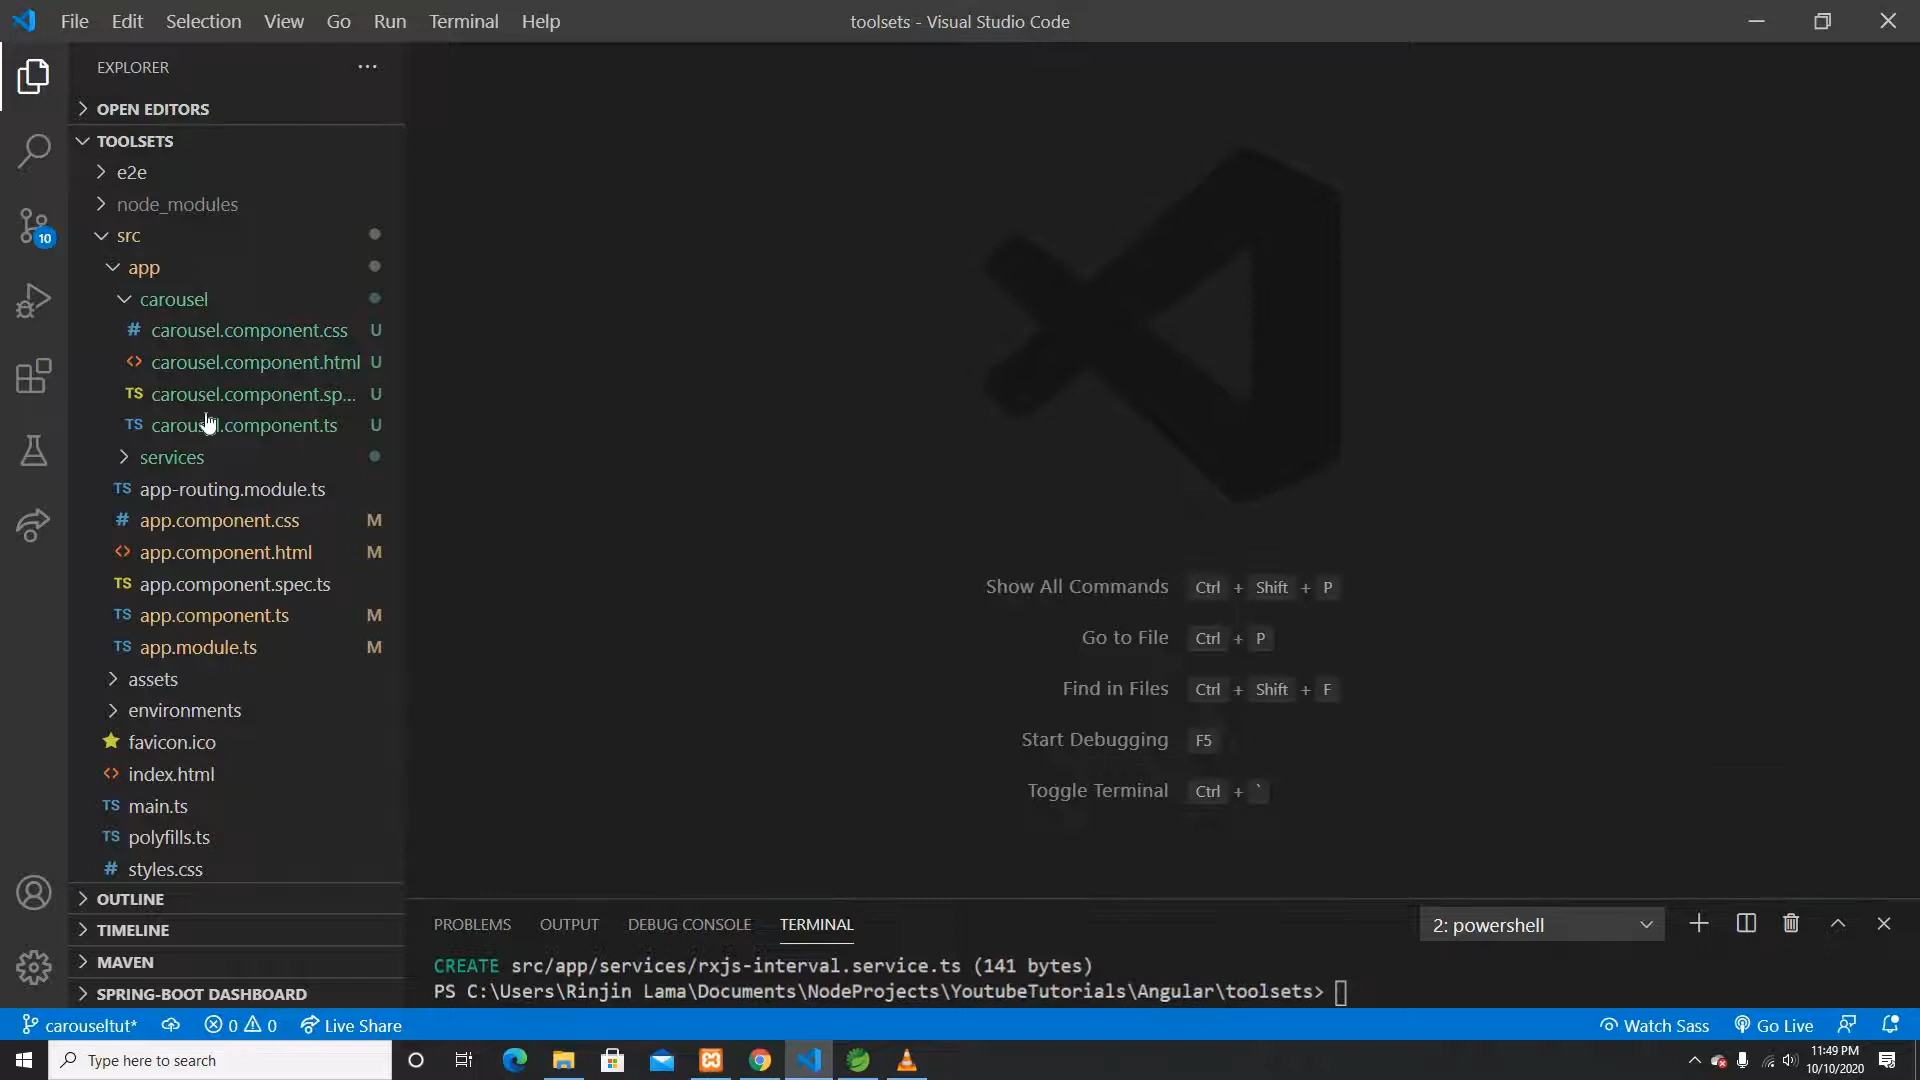 File Edit Selection View Go Run Terminal Help
toolsets - Visual Studio Code
EXPLORER
OPEN EDITORS
TOOLSETS
e2e
node_modules
src
app
carousel
carousel.component.css U
carousel.component.html U
carousel.component.sp... U
carousel.component.ts U
services
app-routing.module.ts
app.component.css M
app.component.html M
app.component.spec.ts
app.component.ts M
app.module.ts M
assets
environments
favicon.ico
index.html
main.ts
polyfills.ts
styles.css
OUTLINE
TIMELINE
MAVEN
SPRING-BOOT DASHBOARD
10
Show All Commands Ctrl + Shift + P
Go to File Ctrl + P
Find in Files Ctrl + Shift + F
Start Debugging F5
Toggle Terminal Ctrl + `
PROBLEMS OUTPUT DEBUG CONSOLE TERMINAL 2: powershell
CREATE src/app/services/rxjs-interval.service.ts (141 bytes)
PS C:\Users\Rinjin Lama\Documents\NodeProjects\YoutubeTutorials\Angular\toolsets>
carouseltut* 0 0 Live Share Watch Sass Go Live
Type here to search
11:49 PM
10/10/2020